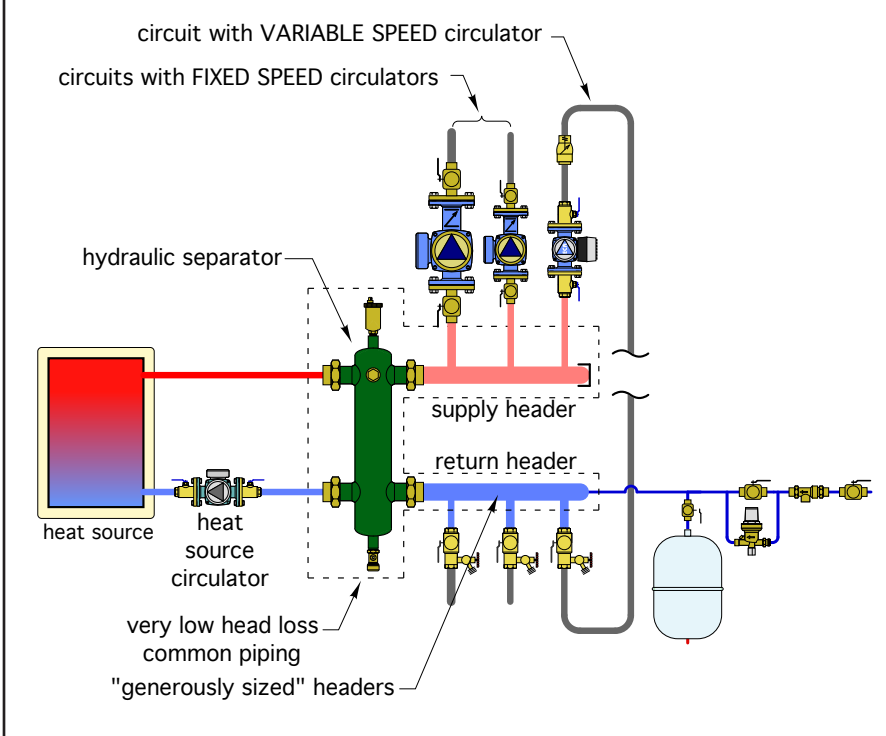 circuit with VARIABLE SPEED circulator
circuits with FIXED SPEED circulators
hydraulic separator
supply header
return header
heat source
heat
source
circulator
very low head loss
common piping
"generously sized" headers